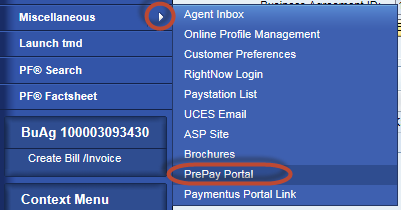 Business Agreement ID:
Miscellaneous
Launch tmd
PF® Search
PF® Factsheet
BuAg 100003093430
Create Bill /Invoice
Context Menu
Agent Inbox
Online Profile Management
Customer Preferences
RightNow Login
Paystation List
UCES Email
ASP Site
Brochures
PrePay Portal
Paymentus Portal Link